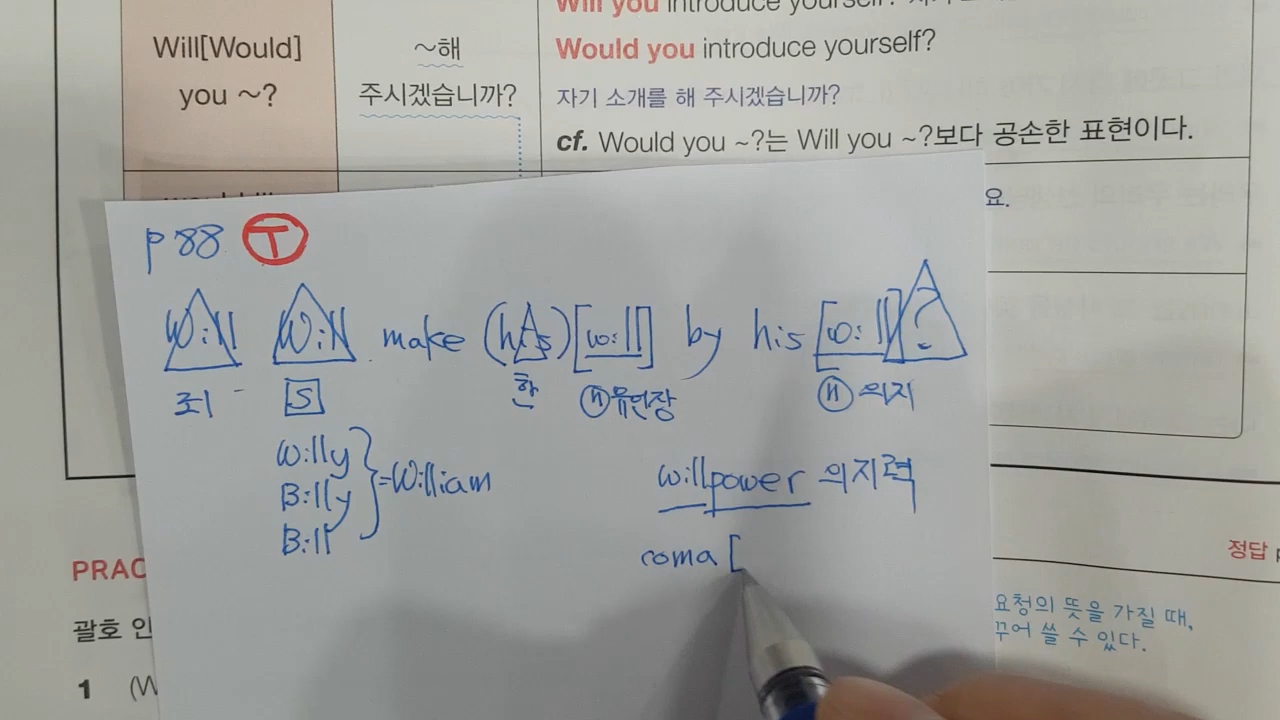 Will you introduce yourself?
Will[Would] you ~?
~해 주시겠습니까?
Would you introduce yourself?
자기 소개를 해 주시겠습니까?
cf. Would you ~?는 Will you ~?보다 공손한 표현이다.
요.
p 88 T
Will Will make (his) [will] by his [will]?
조 S 한 n 유언장 n 의지
Willy
Billy = William
Bill
willpower 의지력
roma [
PRAC
정답 p
요청의 뜻을 가질 때,
꾸어 쓸 수 있다.
괄호 인
1 (W